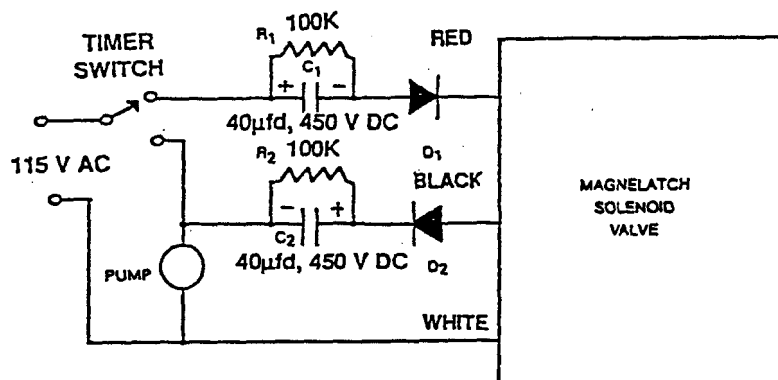 TIMER
SWITCH
R1 100K
C1
+ -
40µfd, 450 V DC
RED
D1
115 V AC
R2 100K
- +
C2
40µfd, 450 V DC
BLACK
D2
PUMP
WHITE
MAGNELATCH
SOLENOID
VALVE